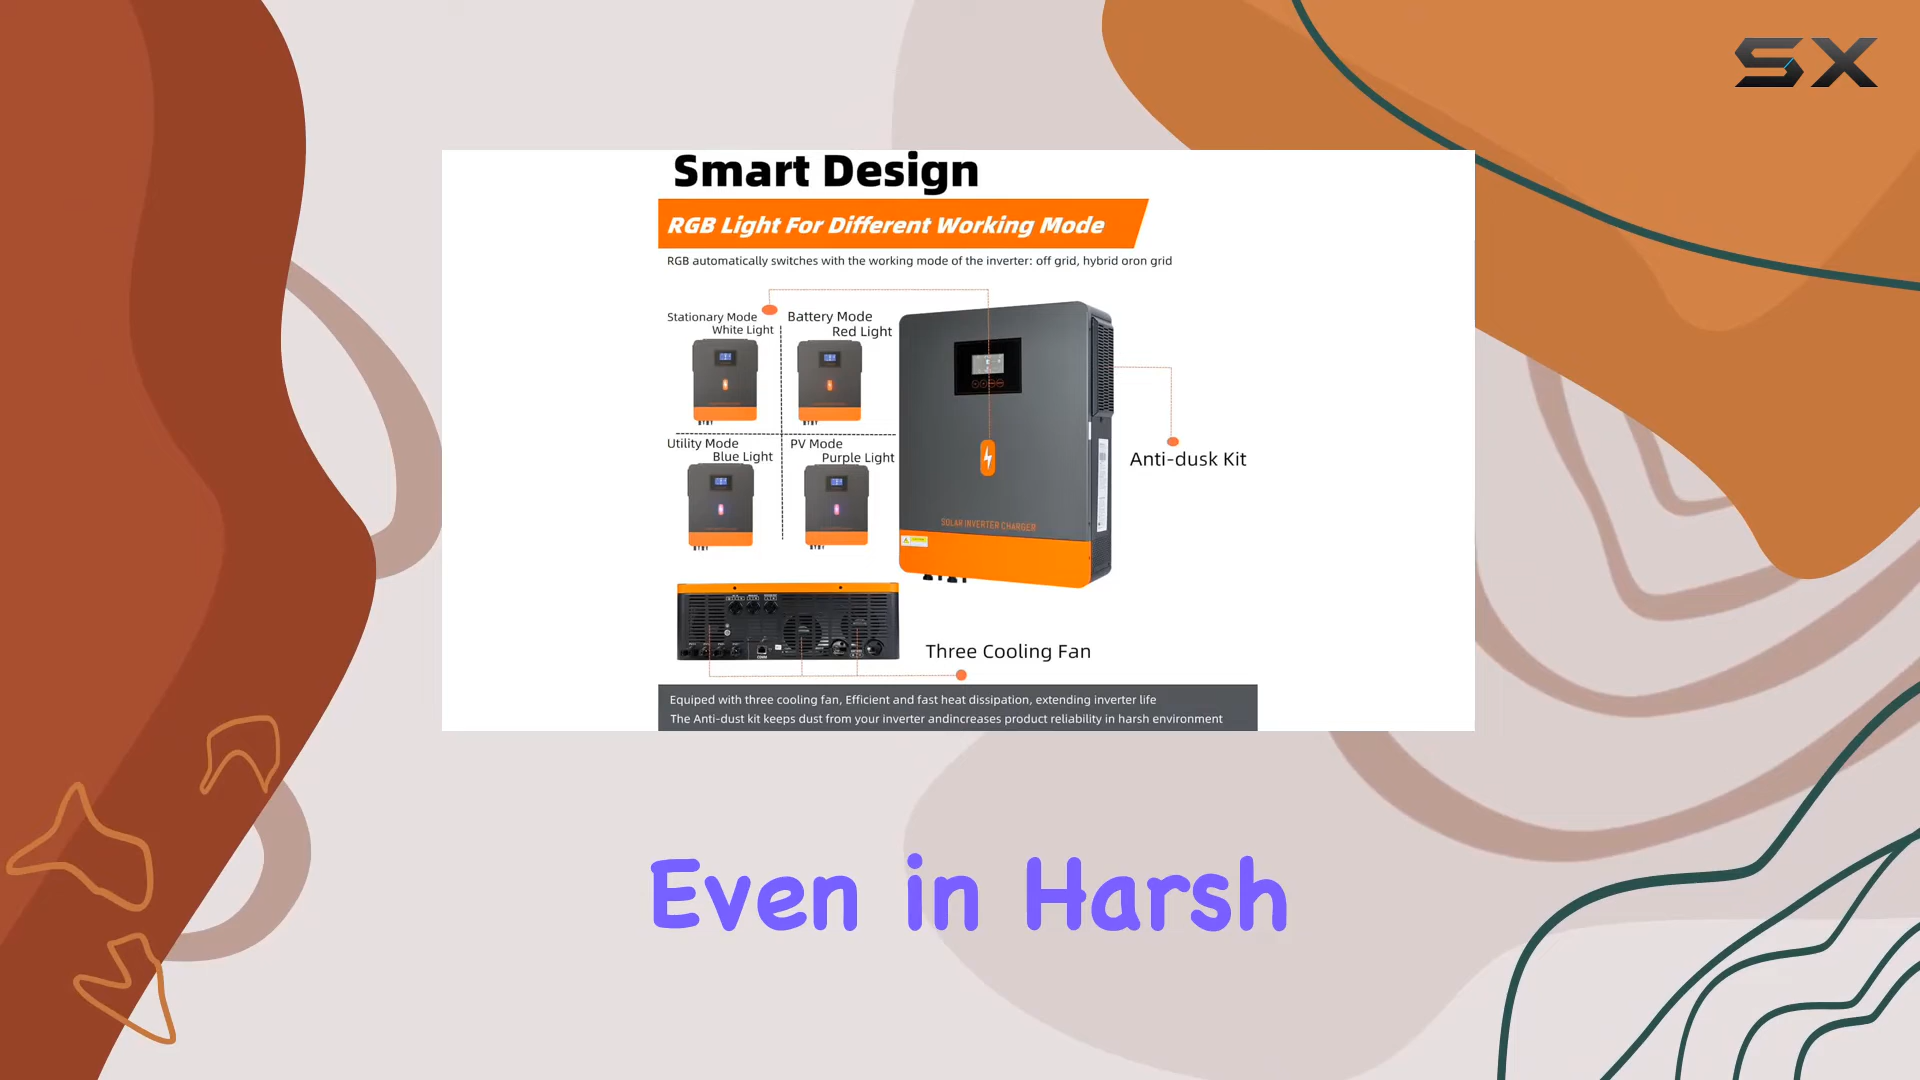 SX
Smart Design
RGB Light For Different Working Mode
RGB automatically switches with the working mode of the inverter: off grid, hybrid oron grid
Stationary Mode
White Light
Battery Mode
Red Light
Utility Mode
Blue Light
PV Mode
Purple Light
SOLAR INVERTER CHARGER
Anti-dusk Kit
Three Cooling Fan
Equiped with three cooling fan, Efficient and fast heat dissipation, extending inverter life
The Anti-dust kit keeps dust from your inverter andincreases product reliability in harsh environment
Even in Harsh